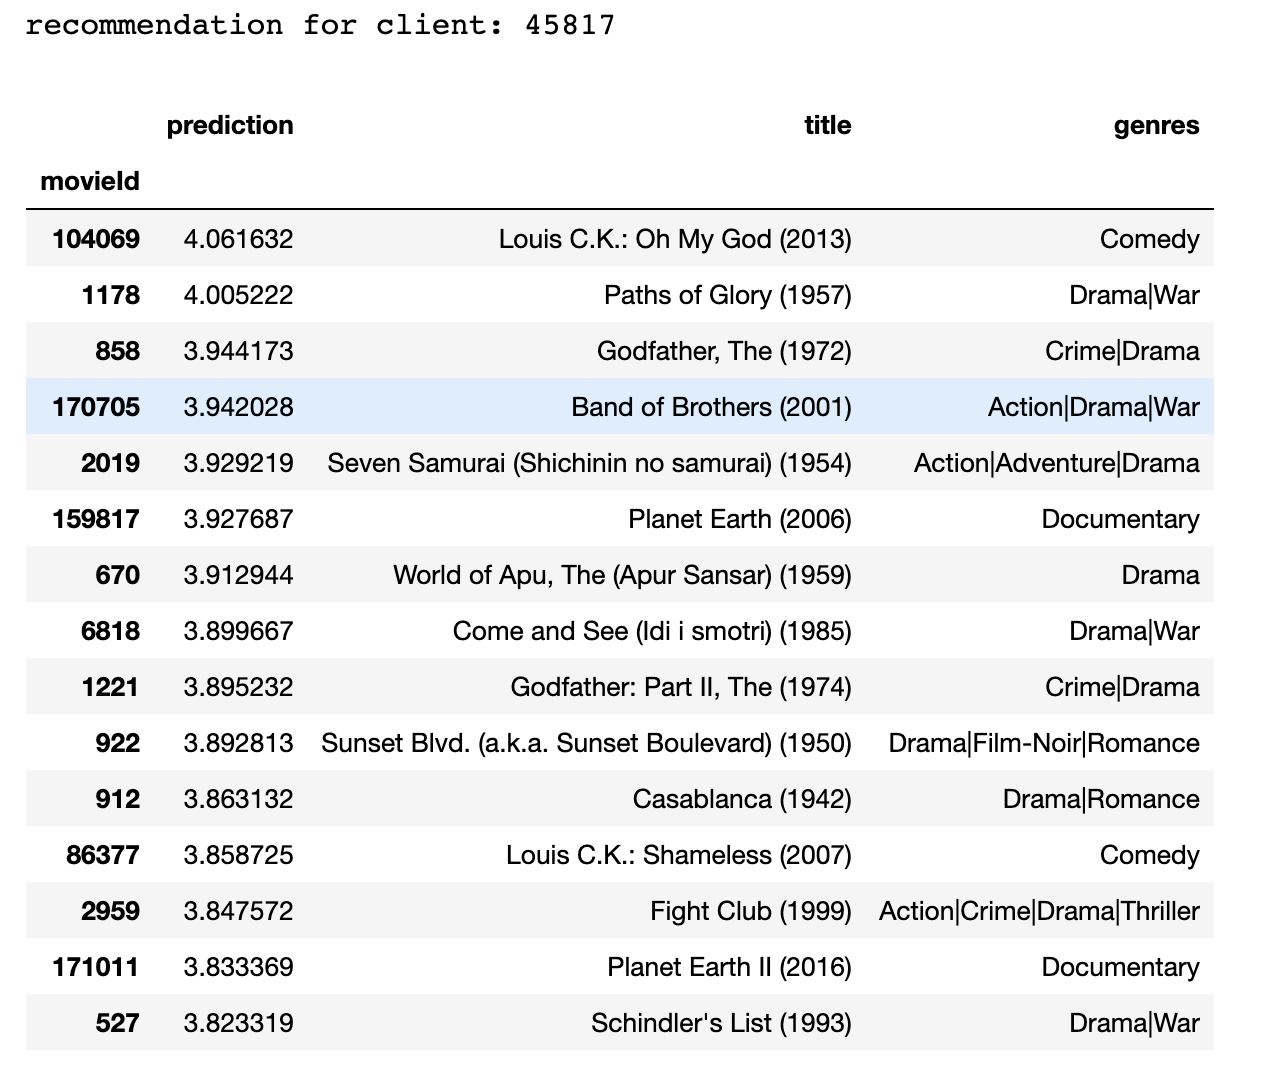 recommendation for client: 45817
prediction title genres
movieId
104069 4.061632 Louis C.K.: Oh My God (2013) Comedy
1178 4.005222 Paths of Glory (1957) Drama|War
858 3.944173 Godfather, The (1972) Crime|Drama
170705 3.942028 Band of Brothers (2001) Action|Drama|War
2019 3.929219 Seven Samurai (Shichinin no samurai) (1954) Action|Adventure|Drama
159817 3.927687 Planet Earth (2006) Documentary
670 3.912944 World of Apu, The (Apur Sansar) (1959) Drama
6818 3.899667 Come and See (Idi i smotri) (1985) Drama|War
1221 3.895232 Godfather: Part II, The (1974) Crime|Drama
922 3.892813 Sunset Blvd. (a.k.a. Sunset Boulevard) (1950) Drama|Film-Noir|Romance
912 3.863132 Casablanca (1942) Drama|Romance
86377 3.858725 Louis C.K.: Shameless (2007) Comedy
2959 3.847572 Fight Club (1999) Action|Crime|Drama|Thriller
171011 3.833369 Planet Earth II (2016) Documentary
527 3.823319 Schindler's List (1993) Drama|War